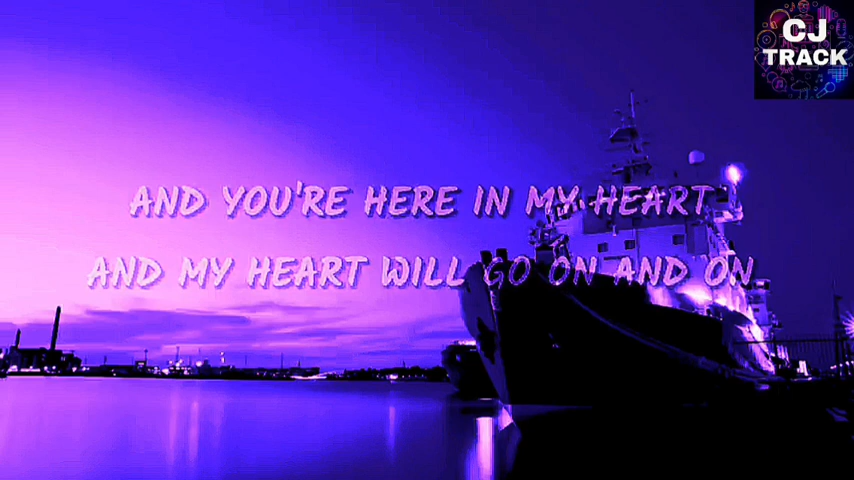 CJ
TRACK
AND YOU'RE HERE IN MY HEART
AND MY HEART WILL GO ON AND ON